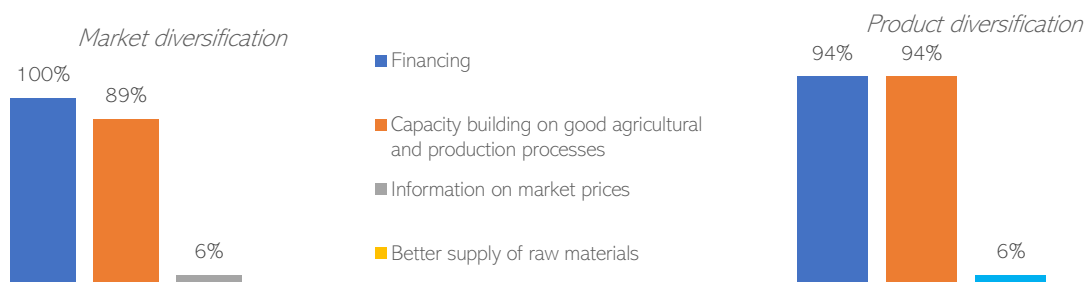 Market diversification
100%
89%
6%
Financing
Capacity building on good agricultural
and production processes
Information on market prices
Better supply of raw materials
Product diversification
94%
94%
6%